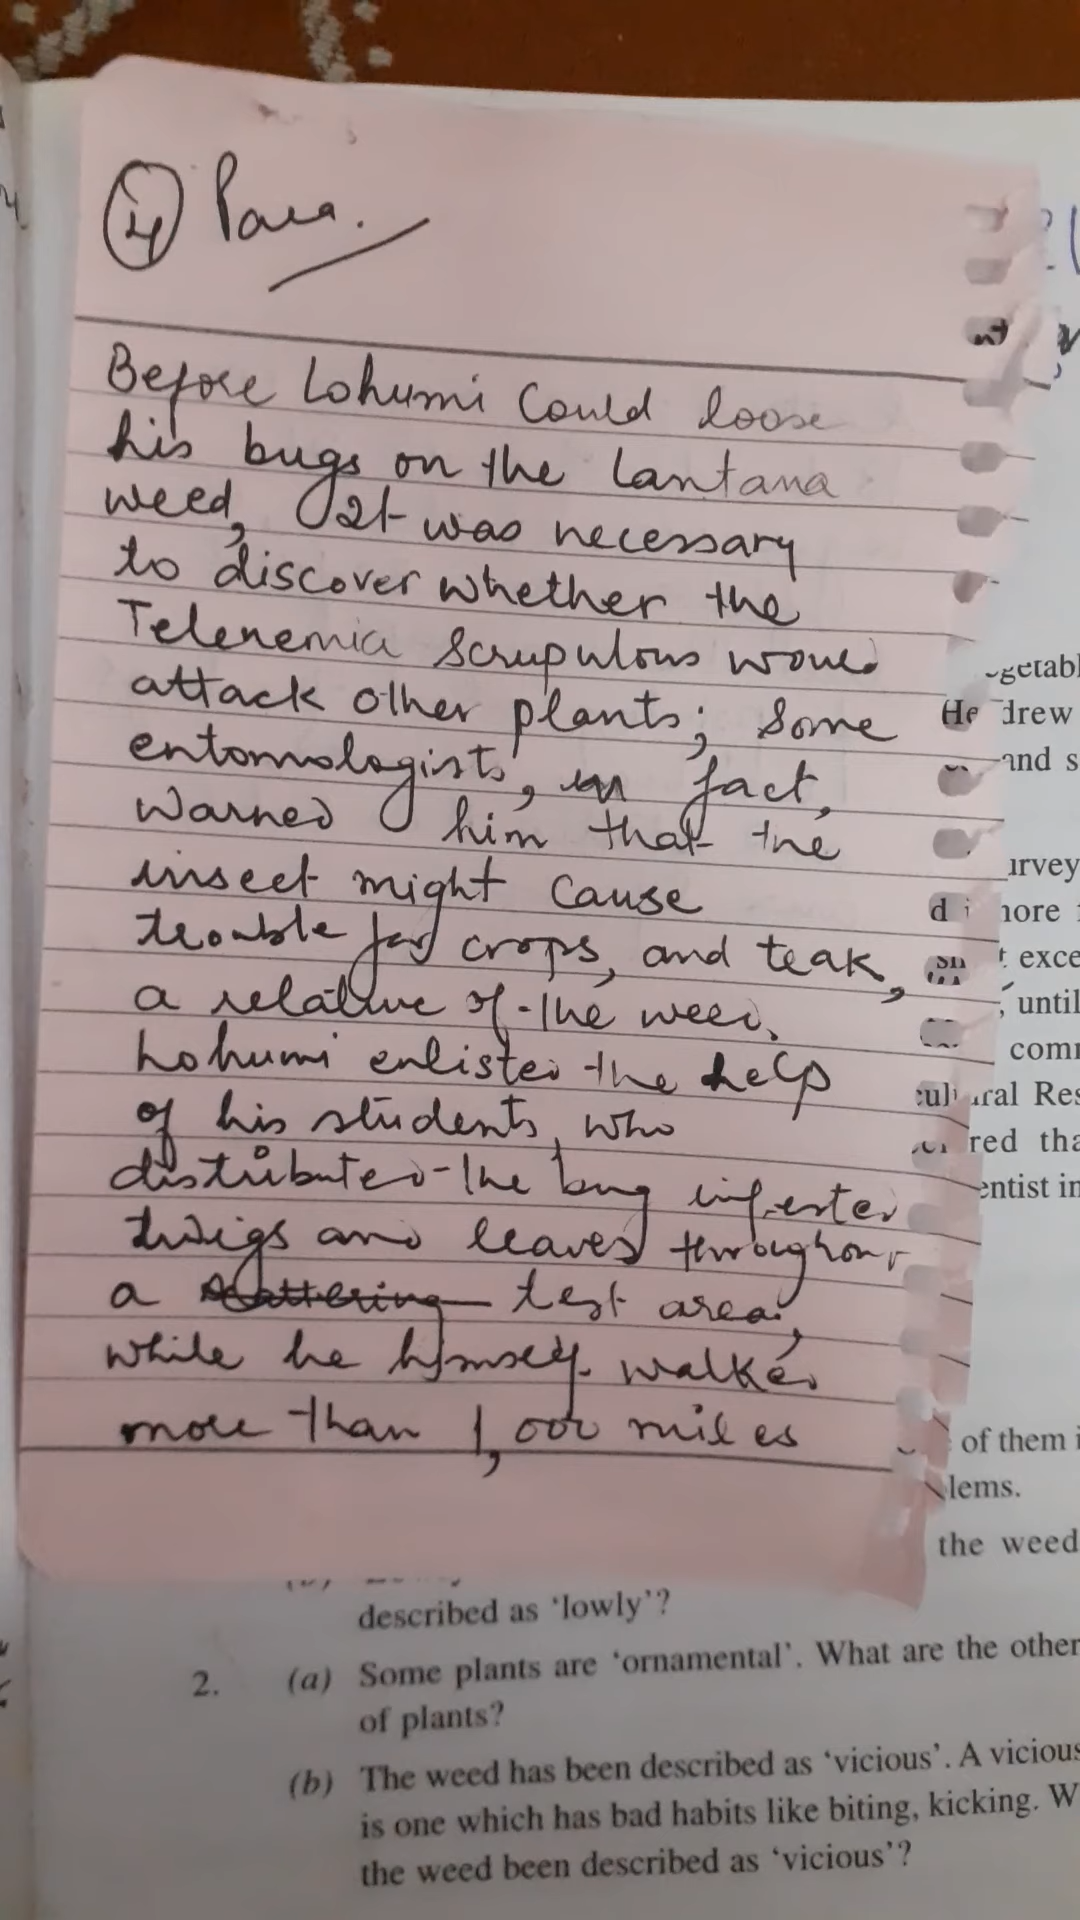 4 Para.
Before Lohumi Could loose
his bugs on the Lantana
weed, It was necessary
to discover whether the
Telenemia Scrupulous would
attack other plants; Some
entomologists, in fact,
warned him that the
insect might Cause
trouble for crops, and teak,
a relative of the weed.
Lohumi enlisted the help
of his students, who
distributed the bug infested
twigs and leaves throughout
a test area,
while he himself walked
more than 1,000 miles
getabl
He drew
and s
urvey
more
exce
until
comm
ural Res
red tha
entist in
of them i
lems.
the weed
described as 'lowly'?
2. (a) Some plants are 'ornamental'. What are the other
of plants?
(b) The weed has been described as 'vicious'. A vicious
is one which has bad habits like biting, kicking. W
the weed been described as 'vicious'?